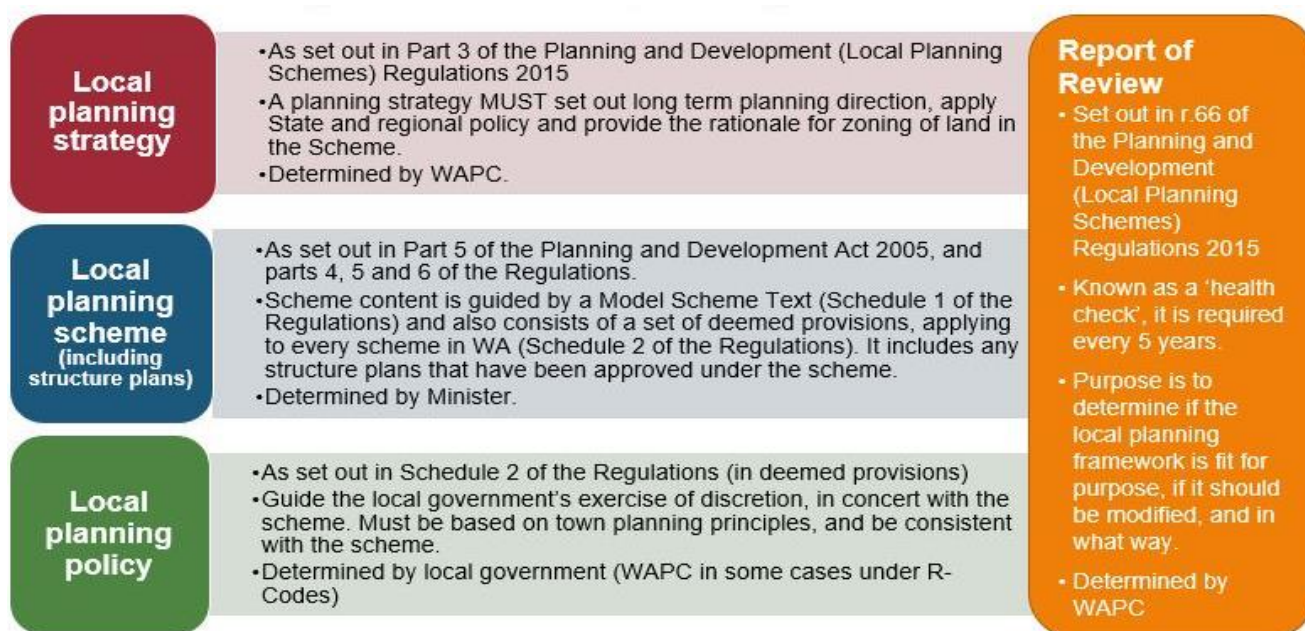 Local
planning
strategy
•As set out in Part 3 of the Planning and Development (Local Planning
Schemes) Regulations 2015
•A planning strategy MUST set out long term planning direction, apply
State and regional policy and provide the rationale for zoning of land in
the Scheme.
•Determined by WAPC.
Local
planning
scheme
(including
structure plans)
•As set out in Part 5 of the Planning and Development Act 2005, and
parts 4, 5 and 6 of the Regulations.
•Scheme content is guided by a Model Scheme Text (Schedule 1 of the
Regulations) and also consists of a set of deemed provisions, applying
to every scheme in WA (Schedule 2 of the Regulations). It includes any
structure plans that have been approved under the scheme.
•Determined by Minister.
Local
planning
policy
•As set out in Schedule 2 of the Regulations (in deemed provisions)
•Guide the local government’s exercise of discretion, in concert with the
scheme. Must be based on town planning principles, and be consistent
with the scheme.
•Determined by local government (WAPC in some cases under R-
Codes)
Report of
Review
• Set out in r.66 of
the Planning and
Development
(Local Planning
Schemes)
Regulations 2015
• Known as a ‘health
check’, it is required
every 5 years.
• Purpose is to
determine if the
local planning
framework is fit for
purpose, if it should
be modified, and in
what way.
• Determined by
WAPC